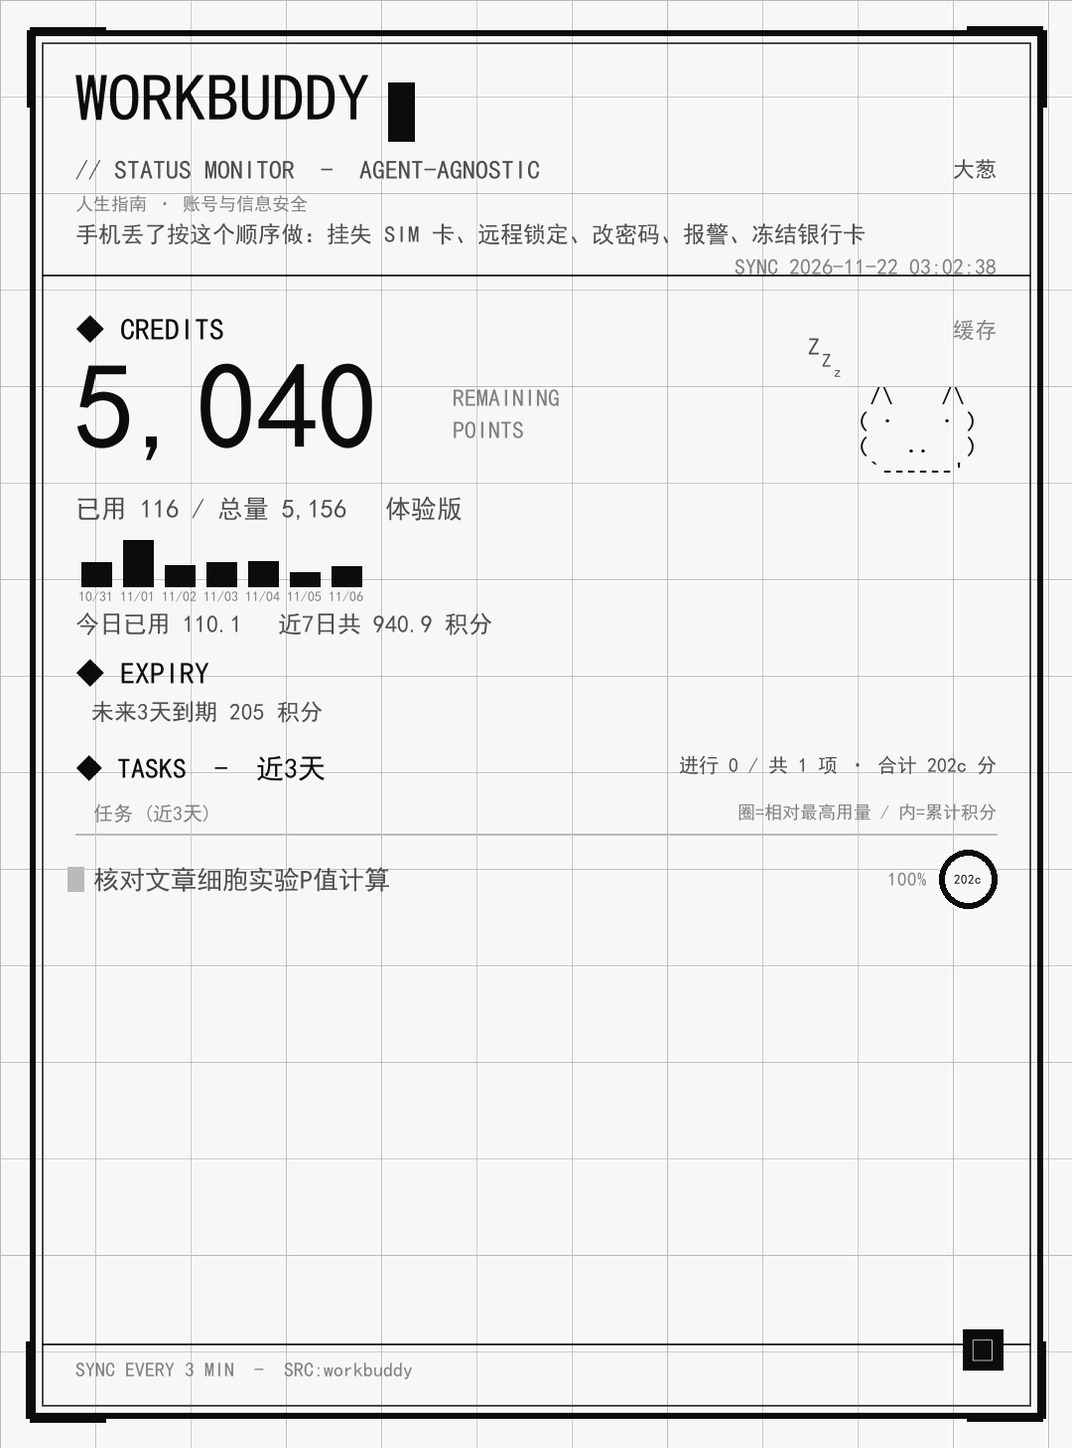 WORKBUDDY
// STATUS MONITOR — AGENT-AGNOSTIC 大葱
人生指南 · 账号与信息安全
手机丢了按这个顺序做：挂失 SIM 卡、远程锁定、改密码、报警、冻结银行卡
SYNC 2026-11-22 03:02:38
◆ CREDITS 缓存
Z
Z
z
5,040 REMAINING POINTS
已用 116 / 总量 5,156 体验版
10/31 11/01 11/02 11/03 11/04 11/05 11/06
今日已用 110.1 近7日共 940.9 积分
◆ EXPIRY
未来3天到期 205 积分
◆ TASKS — 近3天 进行 0 / 共 1 项 · 合计 202c 分
任务（近3天） 圈=相对最高用量 / 内=累计积分
核对文章细胞实验P值计算 100% 202c
SYNC EVERY 3 MIN — SRC:workbuddy